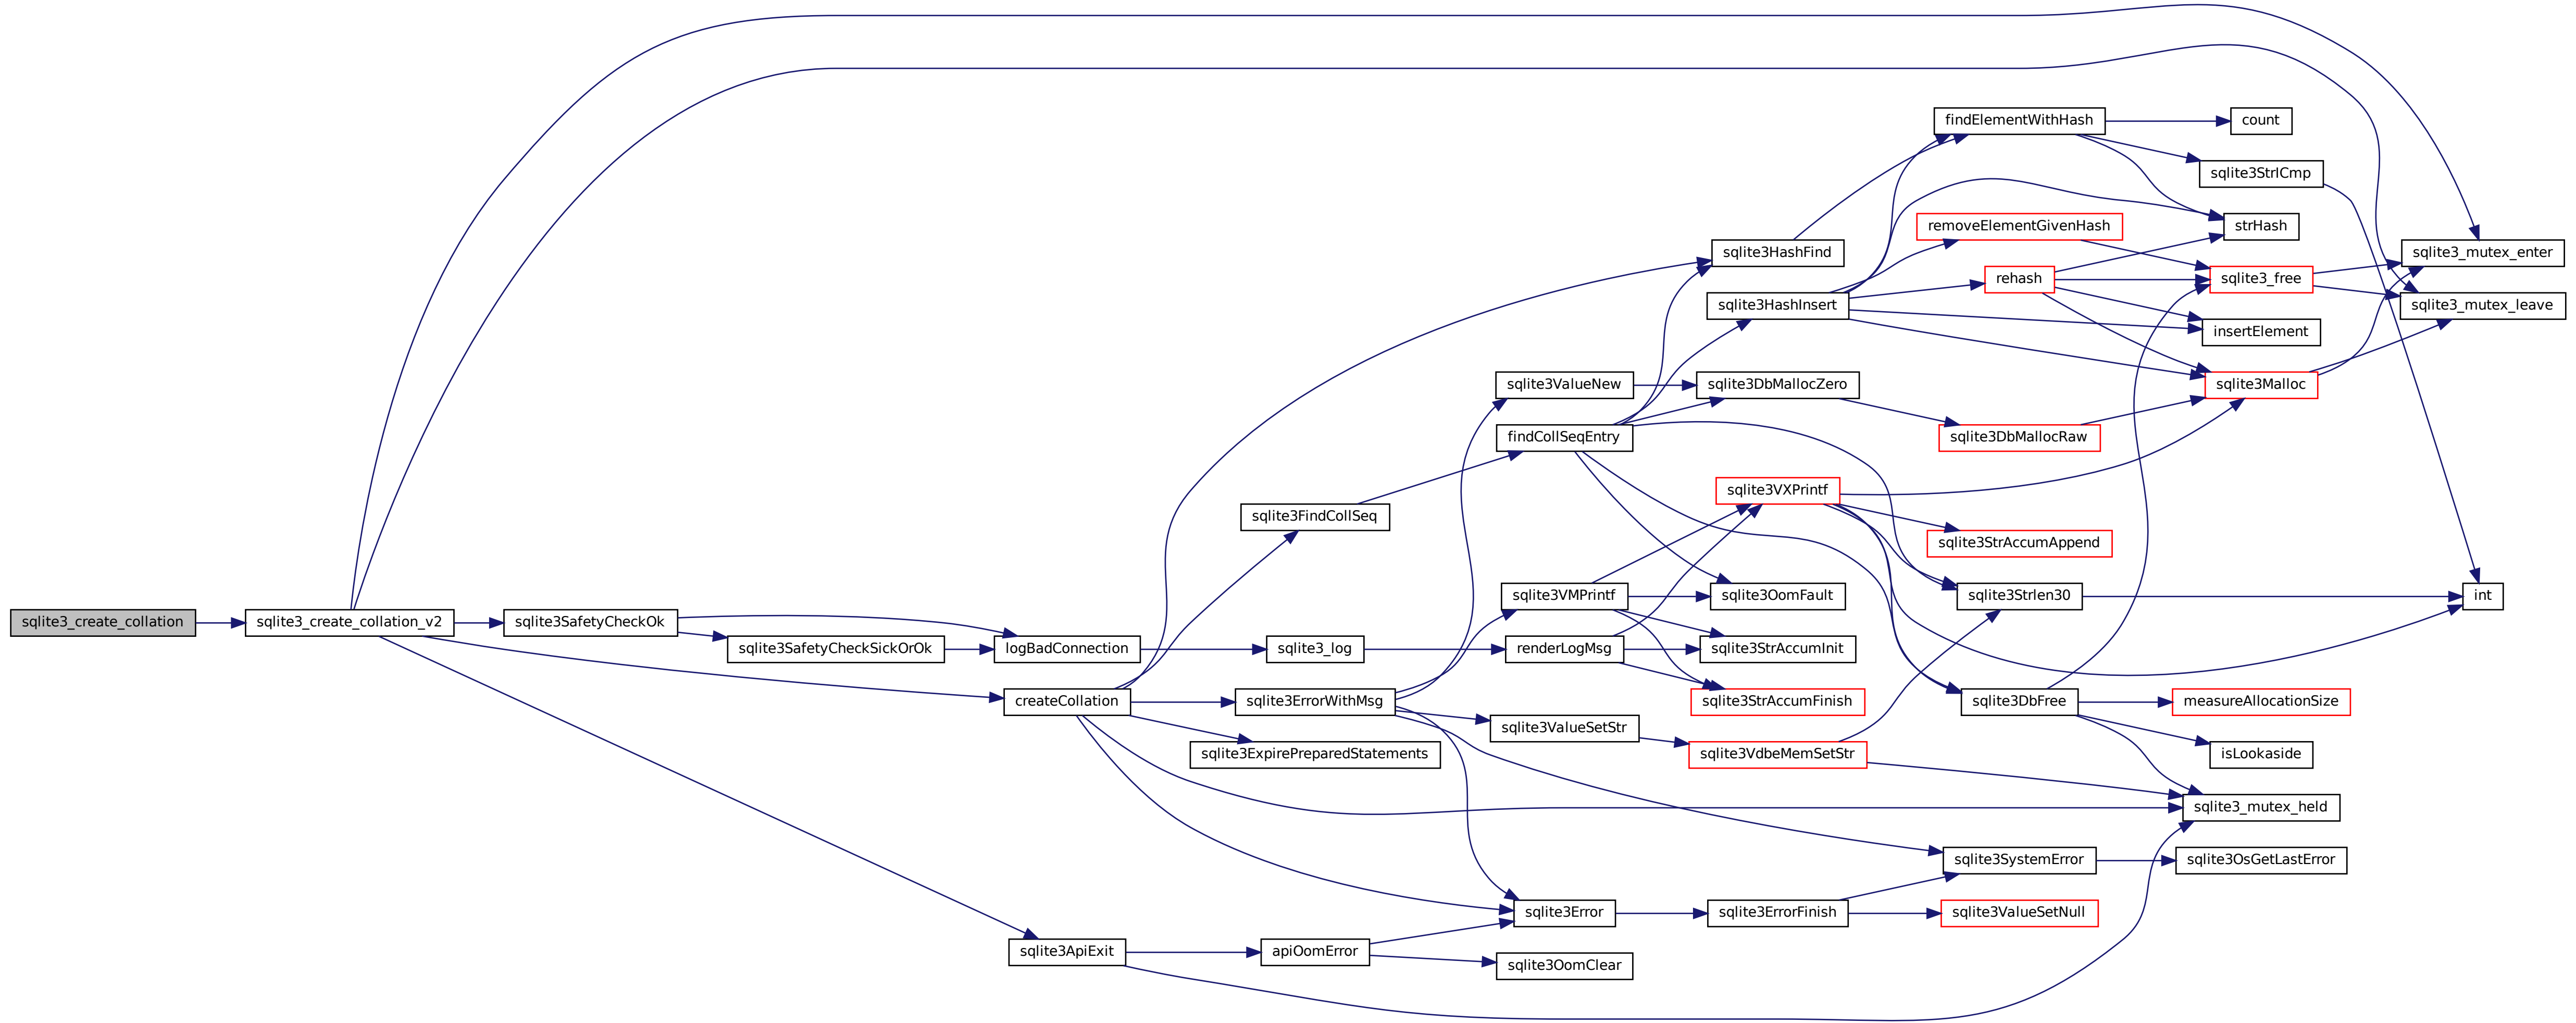 sqlite3_create_collation
sqlite3_create_collation_v2
sqlite3SafetyCheckOk
sqlite3SafetyCheckSickOrOk
logBadConnection
createCollation
sqlite3ApiExit
sqlite3FindCollSeq
sqlite3_log
sqlite3ErrorWithMsg
sqlite3ExpirePreparedStatements
apiOomError
sqlite3ValueNew
findCollSeqEntry
sqlite3VMPrintf
renderLogMsg
sqlite3ValueSetStr
sqlite3Error
sqlite3OomClear
sqlite3HashFind
sqlite3HashInsert
sqlite3DbMallocZero
sqlite3VXPrintf
sqlite3OomFault
sqlite3StrAccumInit
sqlite3StrAccumFinish
sqlite3VdbeMemSetStr
sqlite3ErrorFinish
findElementWithHash
removeElementGivenHash
rehash
sqlite3DbMallocRaw
sqlite3StrAccumAppend
sqlite3Strlen30
sqlite3DbFree
sqlite3SystemError
sqlite3ValueSetNull
count
sqlite3StrICmp
strHash
sqlite3_free
insertElement
sqlite3Malloc
measureAllocationSize
isLookaside
sqlite3_mutex_held
sqlite3OsGetLastError
sqlite3_mutex_enter
sqlite3_mutex_leave
int